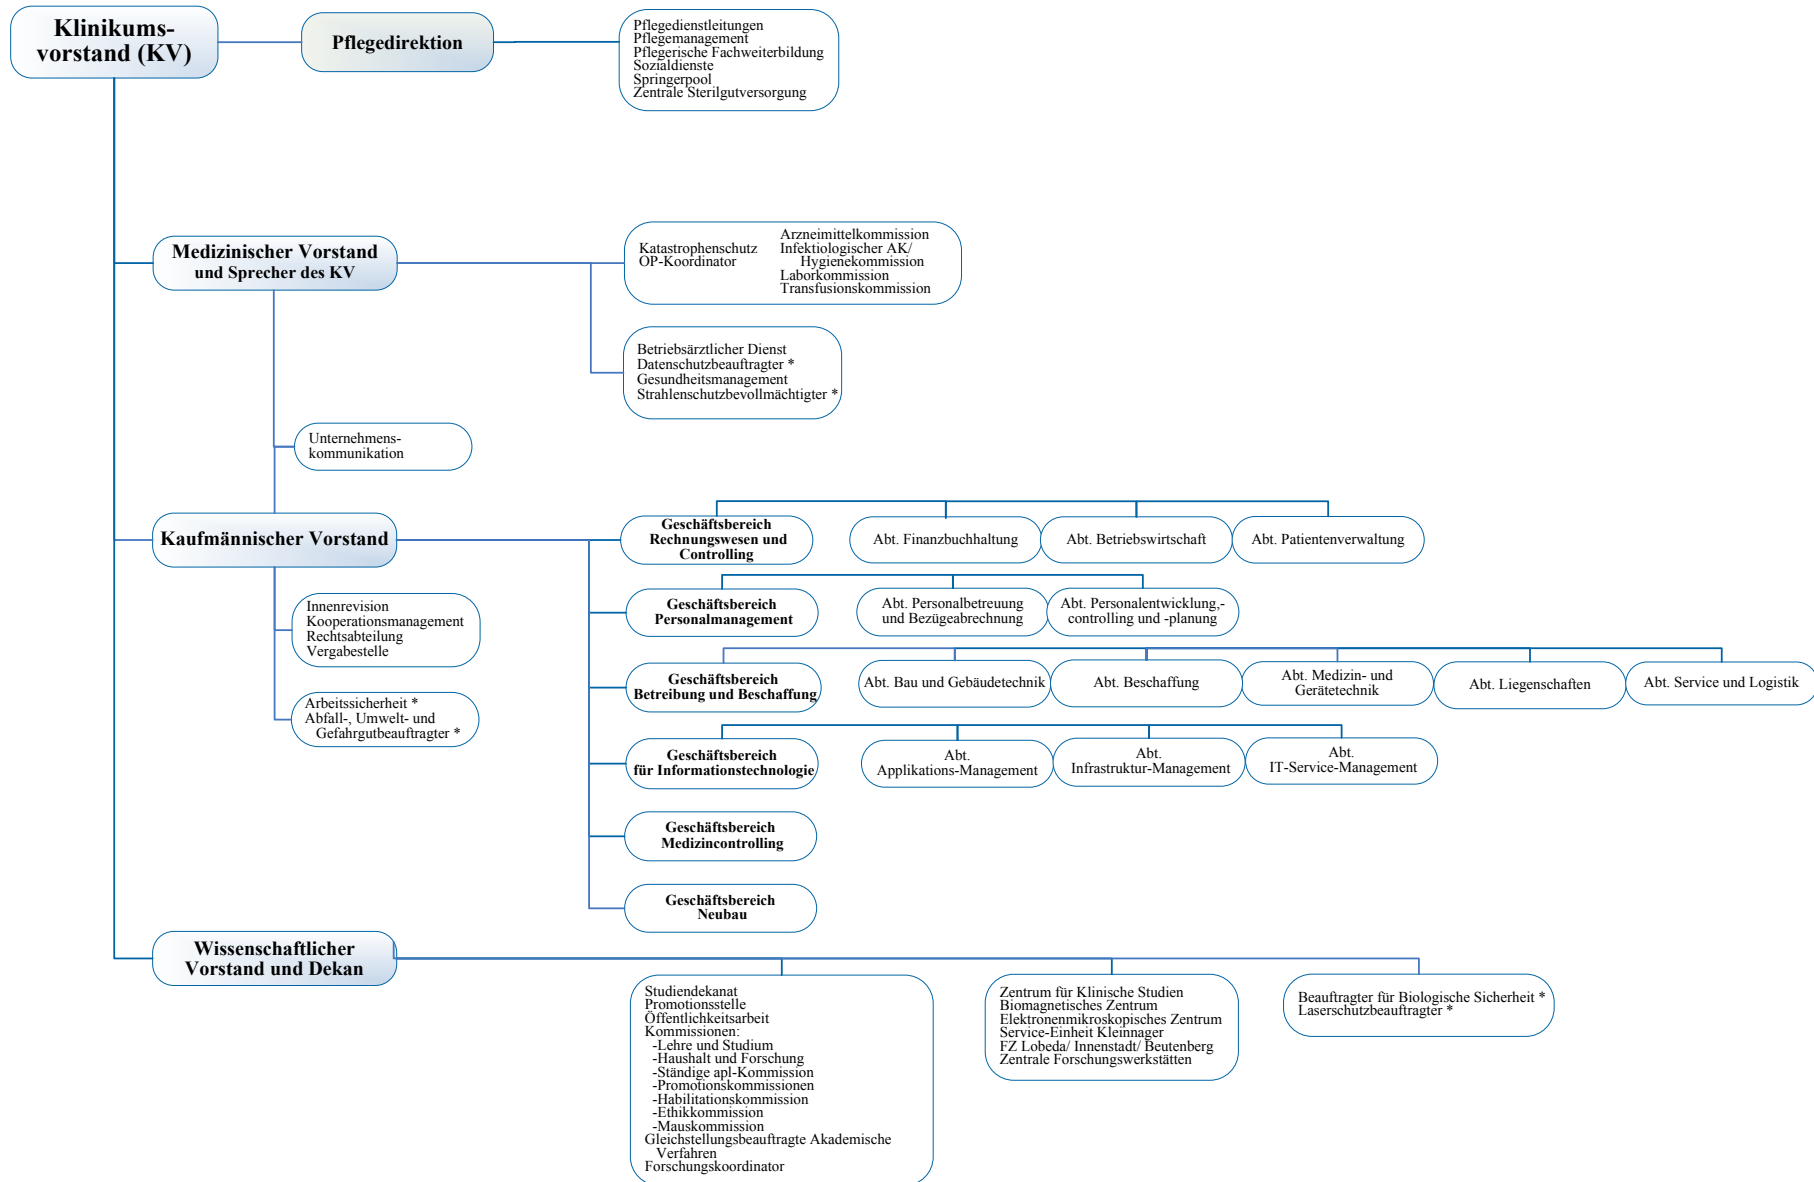 Klinikums-
vorstand (KV)
Pflegedirektion
Pflegedienstleitungen
Pflegemanagement
Pflegerische Fachweiterbildung
Sozialdienste
Springerpool
Zentrale Sterilgutversorgung
Medizinischer Vorstand
und Sprecher des KV
Katastrophenschutz
OP-Koordinator
Arzneimittelkommission
Infektiologischer AK/
Hygienekommission
Laborkommission
Transfusionskommission
Betriebsärztlicher Dienst
Datenschutzbeauftragter *
Gesundheitsmanagement
Strahlenschutzbevollmächtigter *
Unternehmens-
kommunikation
Kaufmännischer Vorstand
Innenrevision
Kooperationsmanagement
Rechtsabteilung
Vergabestelle
Arbeitssicherheit *
Abfall-, Umwelt- und
Gefahrgutbeauftragter *
Geschäftsbereich
Rechnungswesen und
Controlling
Abt. Finanzbuchhaltung
Abt. Betriebswirtschaft
Abt. Patientenverwaltung
Geschäftsbereich
Personalmanagement
Abt. Personalbetreuung
und Bezügeabrechnung
Abt. Personalentwicklung,-
controlling und -planung
Geschäftsbereich
Betreibung und Beschaffung
Abt. Bau und Gebäudetechnik
Abt. Beschaffung
Abt. Medizin- und
Gerätetechnik
Abt. Liegenschaften
Abt. Service und Logistik
Geschäftsbereich
für Informationstechnologie
Abt.
Applikations-Management
Abt.
Infrastruktur-Management
Abt.
IT-Service-Management
Geschäftsbereich
Medizincontrolling
Geschäftsbereich
Neubau
Wissenschaftlicher
Vorstand und Dekan
Studiendekanat
Promotionsstelle
Öffentlichkeitsarbeit
Kommissionen:
-Lehre und Studium
-Haushalt und Forschung
-Ständige apl-Kommission
-Promotionskommissionen
-Habilitationskommission
-Ethikkommission
-Mauskommission
Gleichstellungsbeauftragte Akademische
Verfahren
Forschungskoordinator
Zentrum für Klinische Studien
Biomagnetisches Zentrum
Elektronenmikroskopisches Zentrum
Service-Einheit Kleinnager
FZ Lobeda/ Innenstadt/ Beutenberg
Zentrale Forschungswerkstätten
Beauftragter für Biologische Sicherheit *
Laserschutzbeauftragter *